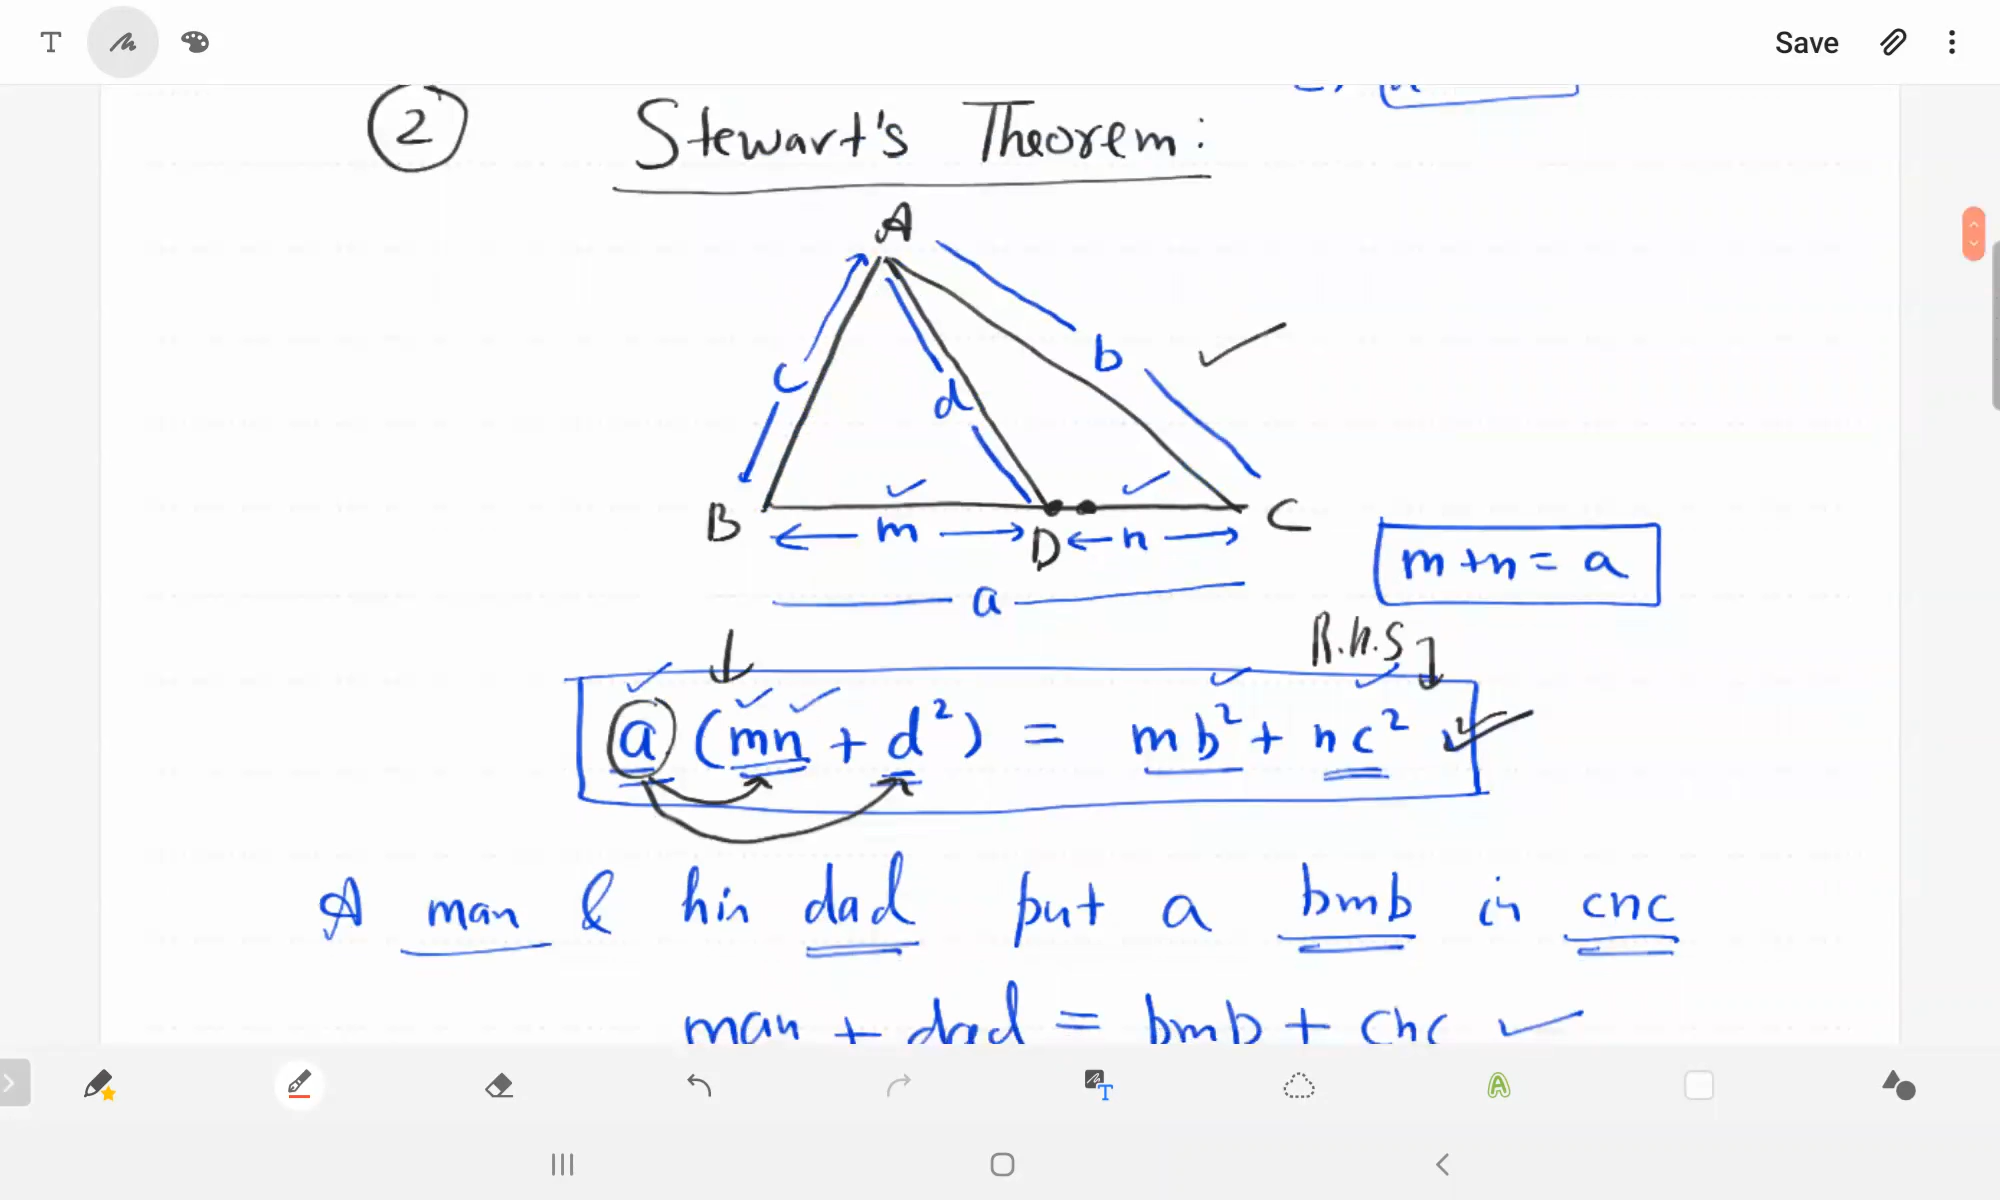 Save
2
Stewart's Theorem:
A
c
b
d
B
m
D
n
C
m + n = a
a
R.H.S
a (mn + d²) = mb² + nc²
A man & his dad put a bmb in cnc
man + dad = bmb + cnc